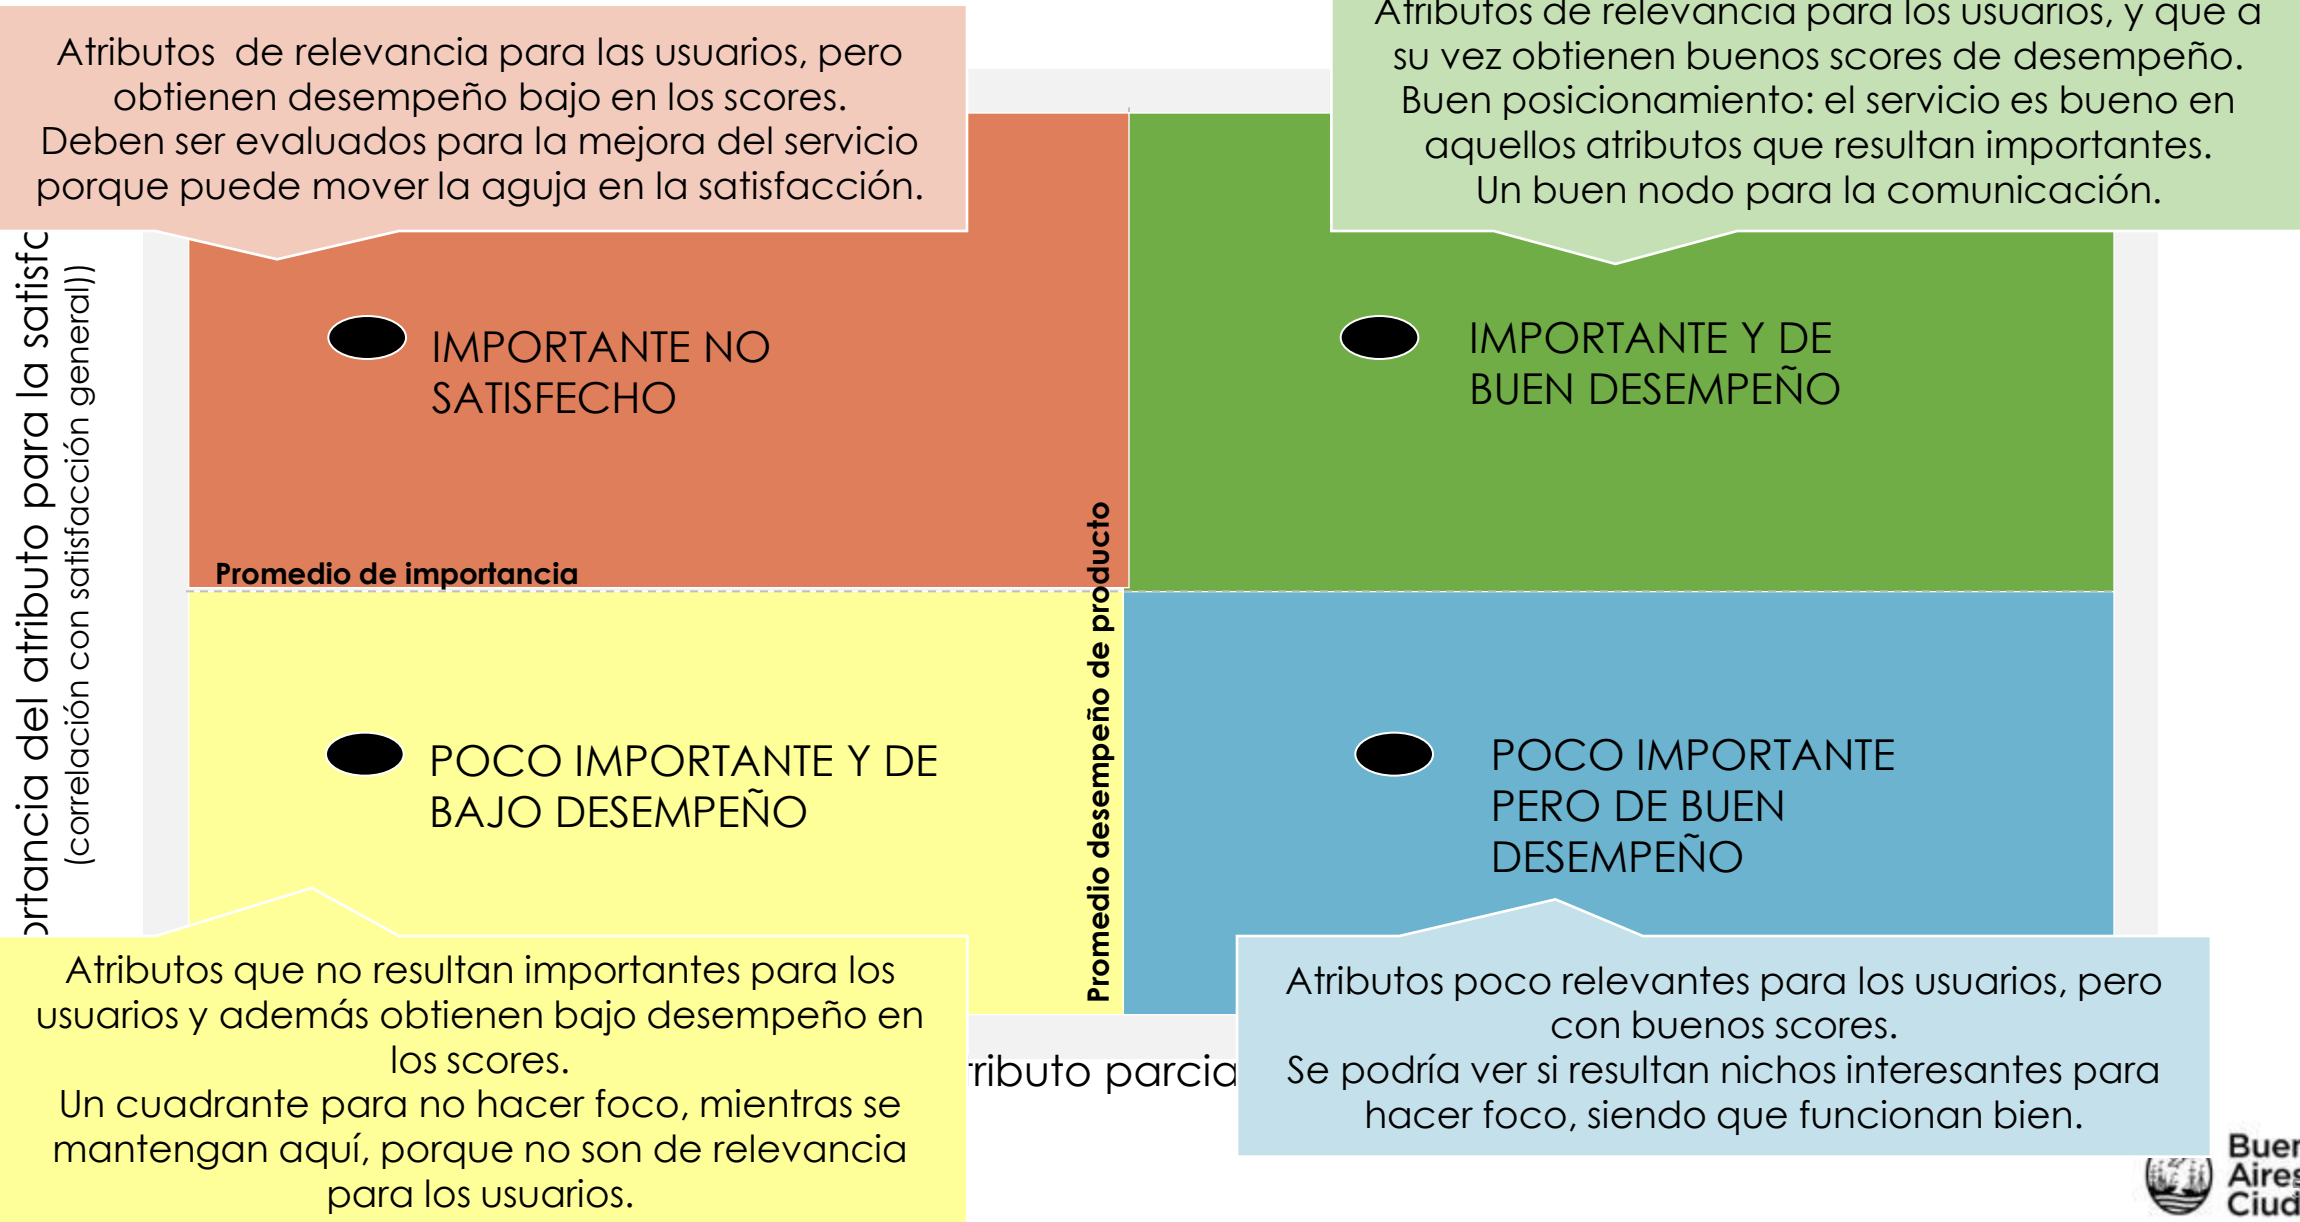 Atributos de relevancia para las usuarios, pero
obtienen desempeño bajo en los scores.
Deben ser evaluados para la mejora del servicio
porque puede mover la aguja en la satisfacción.
Atributos de relevancia para los usuarios, y que a
su vez obtienen buenos scores de desempeño.
Buen posicionamiento: el servicio es bueno en
aquellos atributos que resultan importantes.
Un buen nodo para la comunicación.
ortancia del atributo para la satisfc
(correlación con satisfacción general))
IMPORTANTE NO
SATISFECHO
IMPORTANTE Y DE
BUEN DESEMPEÑO
Promedio de importancia
Promedio desempeño de producto
POCO IMPORTANTE Y DE
BAJO DESEMPEÑO
POCO IMPORTANTE
PERO DE BUEN
DESEMPEÑO
Atributos que no resultan importantes para los
usuarios y además obtienen bajo desempeño en
los scores.
Un cuadrante para no hacer foco, mientras se
mantengan aquí, porque no son de relevancia
para los usuarios.
ributo parcia
Atributos poco relevantes para los usuarios, pero
con buenos scores.
Se podría ver si resultan nichos interesantes para
hacer foco, siendo que funcionan bien.
Buen
Aires
Ciud